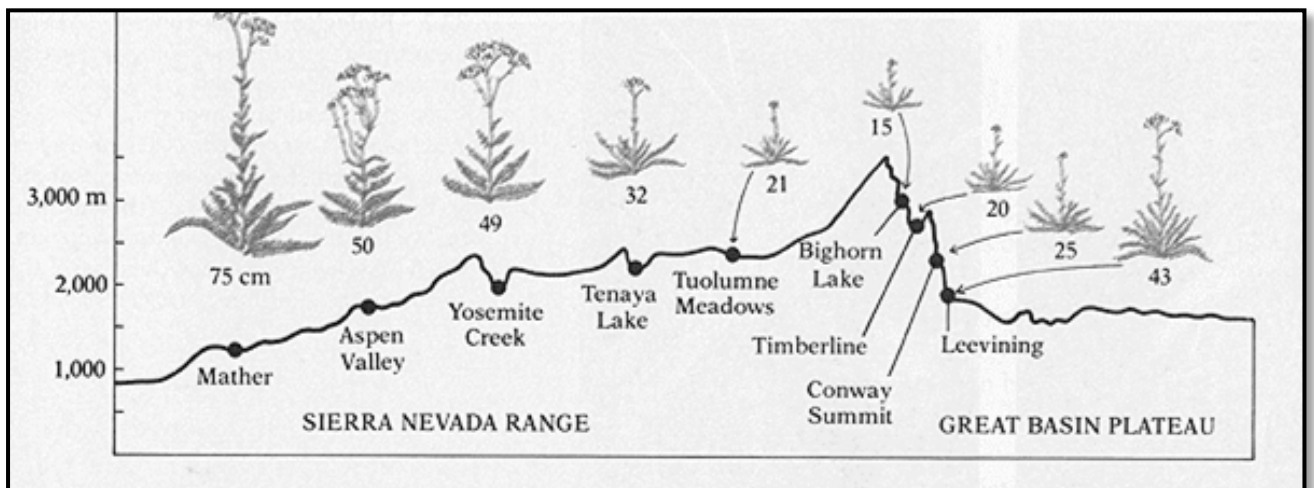 15
3,000 m
32
21
20
49
50
25
43
75 cm
2,000
Bighorn
Lake
Tenaya
Lake
Tuolumne
Meadows
Yosemite
Creek
Aspen
Valley
Timberline
Leevining
1,000
Mather
Conway
Summit
SIERRA NEVADA RANGE
GREAT BASIN PLATEAU